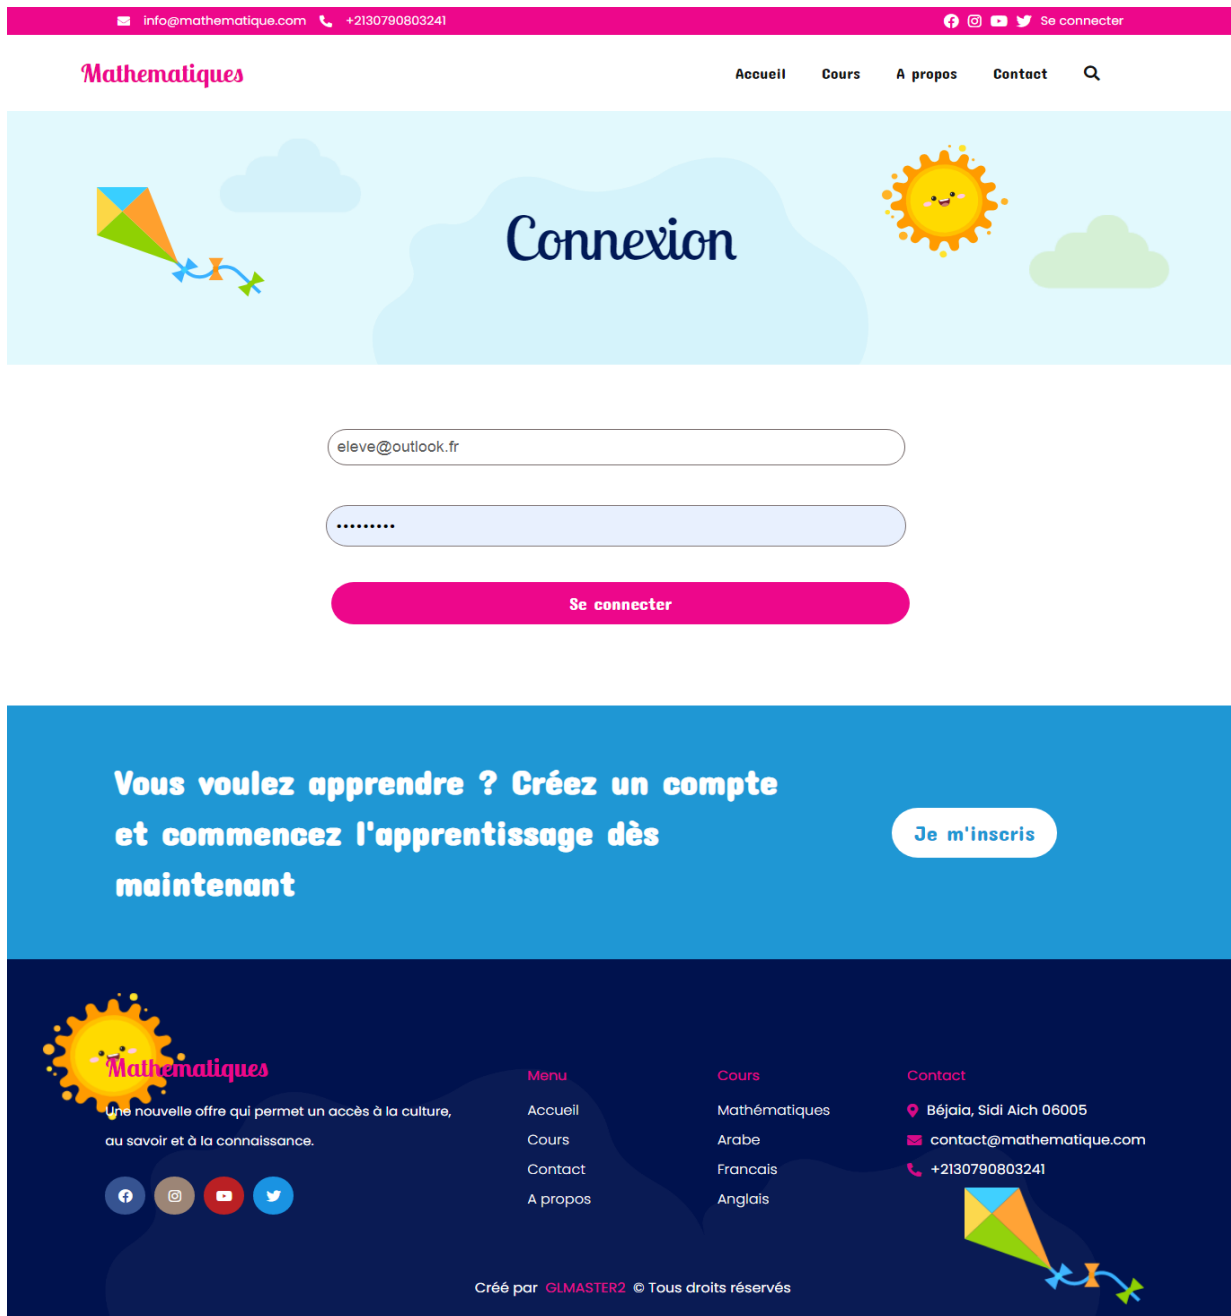 info@mathematique.com +2130790803241 Se connecter
Mathematiques Accueil Cours A propos Contact
Connexion
eleve@outlook.fr
•••••••••
Se connecter
Vous voulez apprendre ? Créez un compte
et commencez l'apprentissage dès
maintenant
Je m'inscris
Mathematiques
Une nouvelle offre qui permet un accès à la culture,
au savoir et à la connaissance.
Menu
Accueil
Cours
Contact
A propos
Cours
Mathématiques
Arabe
Francais
Anglais
Contact
Béjaia, Sidi Aich 06005
contact@mathematique.com
+2130790803241
Créé par GLMASTER2 © Tous droits réservés